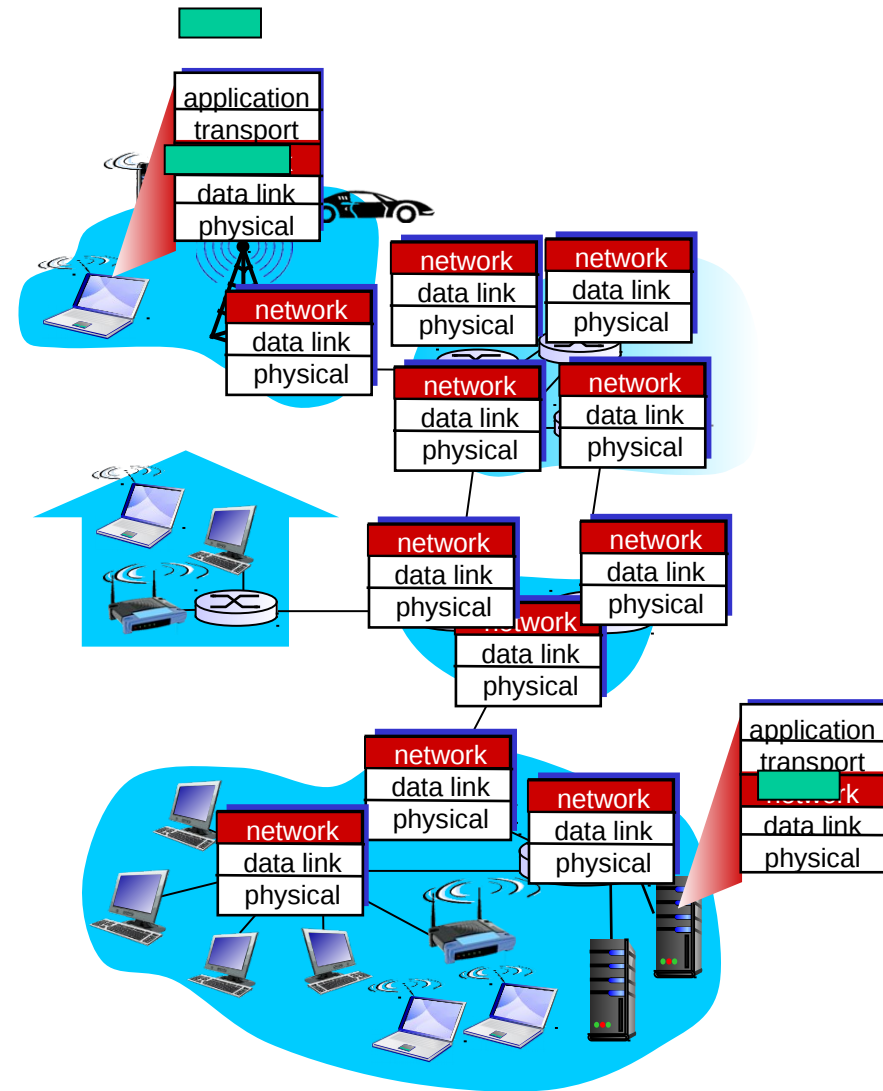 application
transport
data link
physical
network
data link
physical
network
data link
physical
network
data link
physical
network
data link
physical
network
data link
physical
network
data link
physical
network
data link
physical
network
data link
physical
network
data link
physical
network
data link
physical
network
data link
physical
application
transport
network
data link
physical